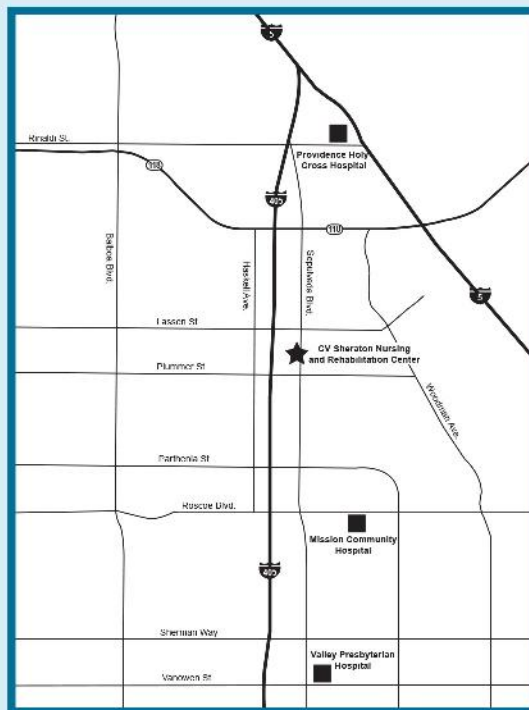 5
Rinaldi St.
Providence Holy
Cross Hospital
118
405
118
Balboa Blvd.
Haskell Ave.
Sepulveda Blvd.
5
Lassen St
CV Sheraton Nursing
and Rehabilitation Center
Plummer St
Woodman Ave.
Parthenia St
Roscoe Blvd.
Mission Community
Hospital
405
Sherman Way
Valley Presbyterian
Hospital
Vanowen St